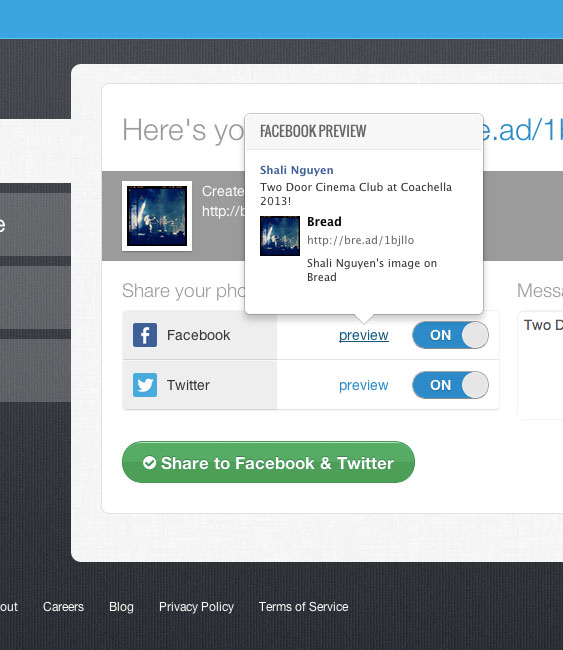 Here's yo
e.ad/1
FACEBOOK PREVIEW
Shali Nguyen
Two Door Cinema Club at Coachella
2013!
Bread
http://bre.ad/1bjllo
Shali Nguyen's image on
Bread
Create
http://b
e
Share your pho
Messa
Facebook
preview
ON
Two D
Twitter
preview
ON
Share to Facebook & Twitter
out Careers Blog Privacy Policy Terms of Service